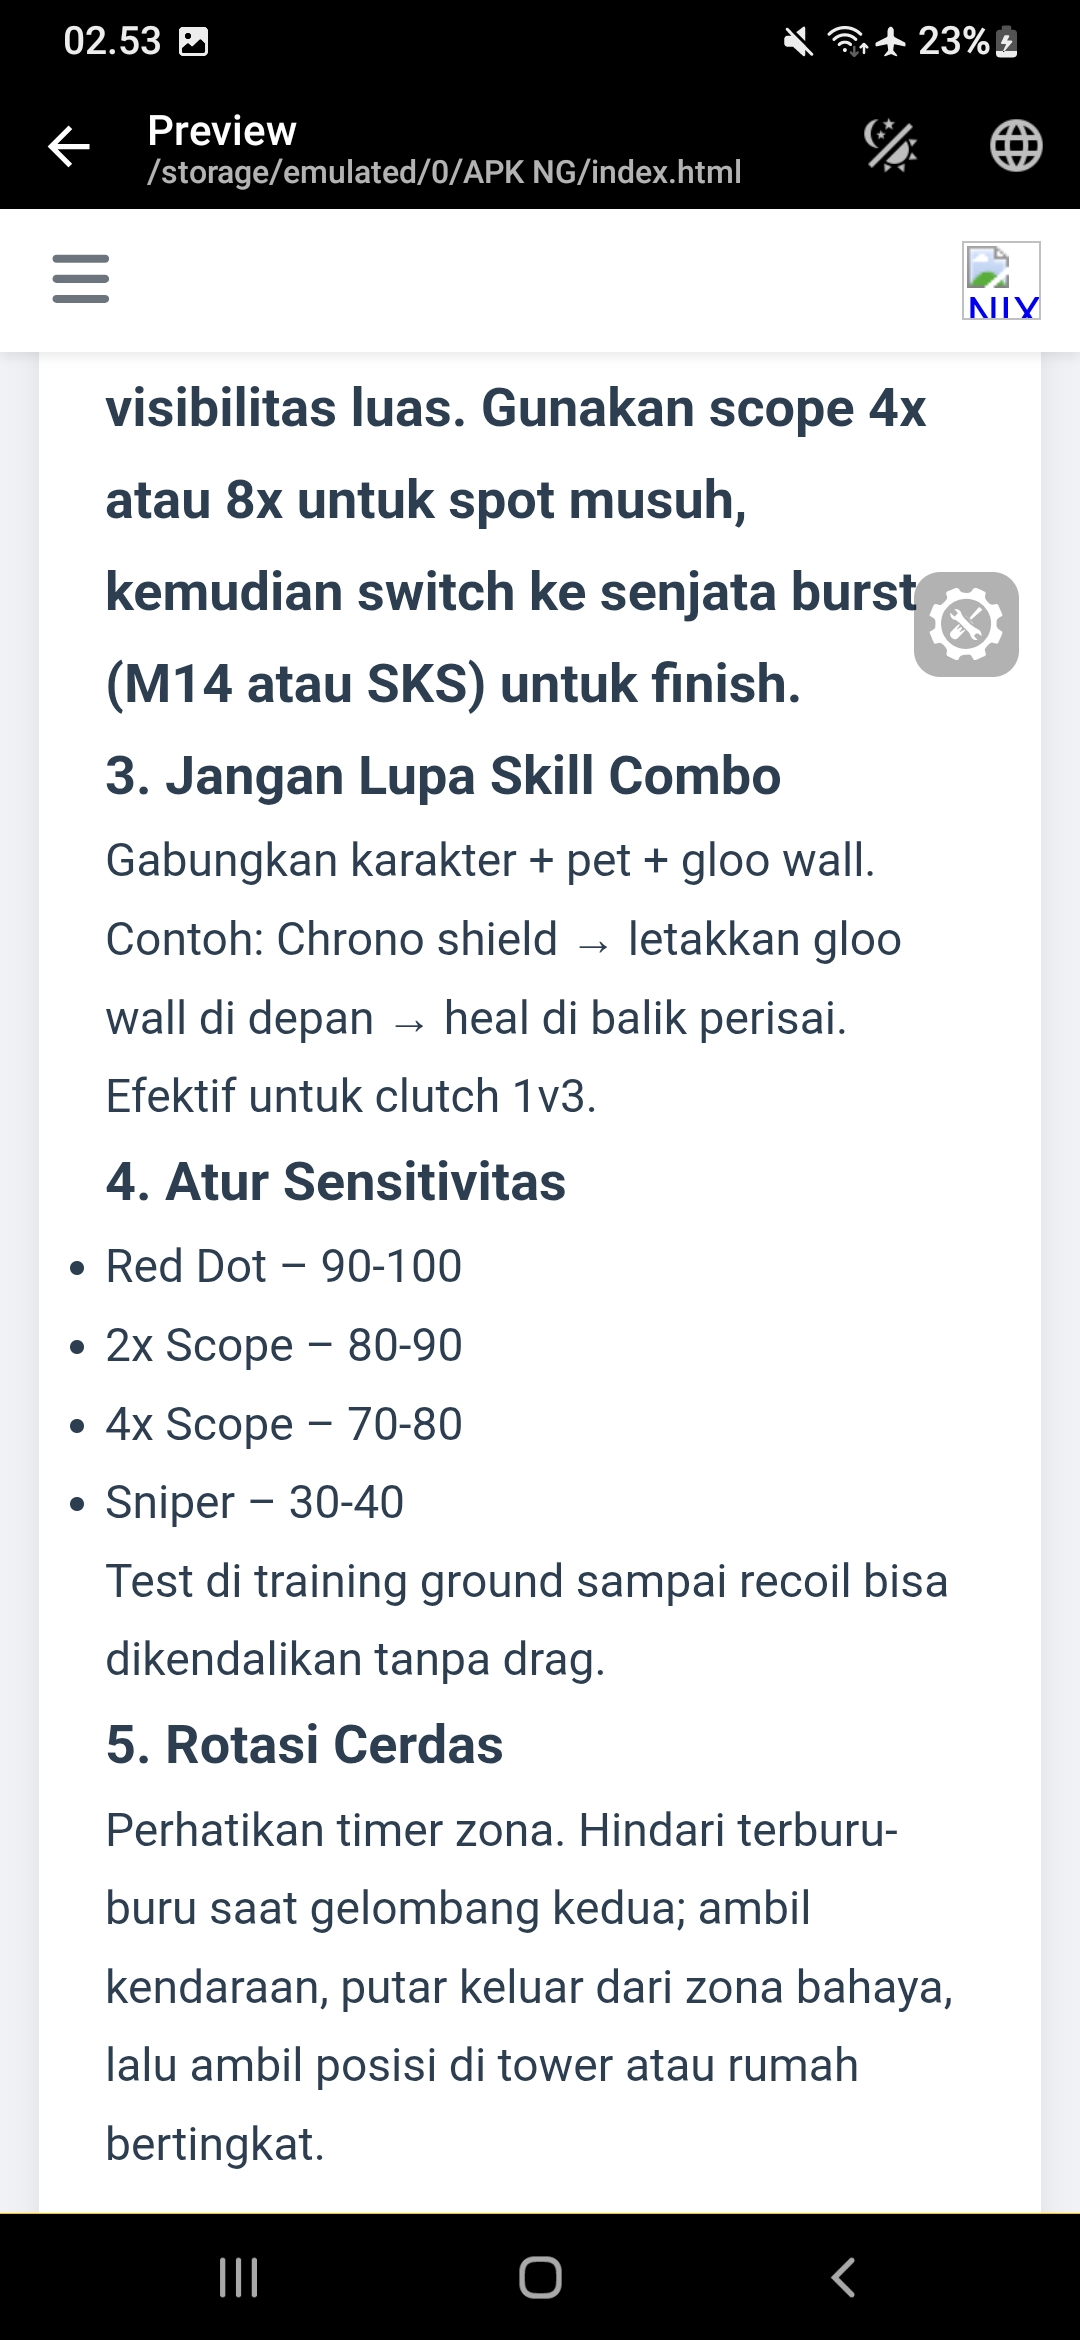 02.53
23%
Preview
/storage/emulated/0/APK NG/index.html
NIX
visibilitas luas. Gunakan scope 4x
atau 8x untuk spot musuh,
kemudian switch ke senjata burst
(M14 atau SKS) untuk finish.
3. Jangan Lupa Skill Combo
Gabungkan karakter + pet + gloo wall.
Contoh: Chrono shield → letakkan gloo
wall di depan → heal di balik perisai.
Efektif untuk clutch 1v3.
4. Atur Sensitivitas
• Red Dot – 90-100
• 2x Scope – 80-90
• 4x Scope – 70-80
• Sniper – 30-40
Test di training ground sampai recoil bisa
dikendalikan tanpa drag.
5. Rotasi Cerdas
Perhatikan timer zona. Hindari terburu-
buru saat gelombang kedua; ambil
kendaraan, putar keluar dari zona bahaya,
lalu ambil posisi di tower atau rumah
bertingkat.